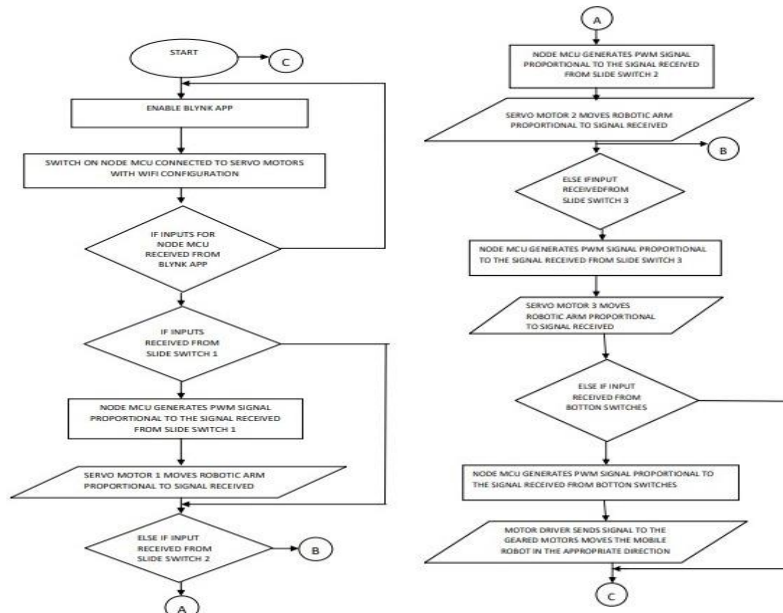 START
C
ENABLE BLYNK APP
SWITCH ON NODE MCU CONNECTED TO SERVO MOTORS
WITH WIFI CONFIGURATION
IF INPUTS FOR
NODE MCU
RECEIVED FROM
BLYNK APP
IF INPUTS
RECEIVED FROM
SLIDE SWITCH 1
NODE MCU GENERATES PWM SIGNAL
PROPORTIONAL TO THE SIGNAL RECEIVED
FROM SLIDE SWITCH 1
SERVO MOTOR 1 MOVES ROBOTIC ARM
PROPORTIONAL TO SIGNAL RECEIVED
ELSE IF INPUT
RECEIVED FROM
SLIDE SWITCH 2
B
A
A
NODE MCU GENERATES PWM SIGNAL
PROPORTIONAL TO THE SIGNAL RECEIVED
FROM SLIDE SWITCH 2
SERVO MOTOR 2 MOVES ROBOTIC ARM
PROPORTIONAL TO SIGNAL RECEIVED
B
ELSE IFINPUT
RECEIVEDFROM
SLIDE SWITCH 3
NODE MCU GENERATES PWM SIGNAL PROPORTIONAL
TO THE SIGNAL RECEIVED FROM SLIDE SWITCH 3
SERVO MOTOR 3 MOVES
ROBOTIC ARM PROPORTIONAL
TO SIGNAL RECEIVED
ELSE IF INPUT
RECEIVED FROM
BOTTON SWITCHES
NODE MCU GENERATES PWM SIGNAL PROPORTIONAL TO
THE SIGNAL RECEIVED FROM BOTTON SWITCHES
MOTOR DRIVER SENDS SIGNAL TO THE
GEARED MOTORS MOVES THE MOBILE
ROBOT IN THE APPROPRIATE DIRECTION
C